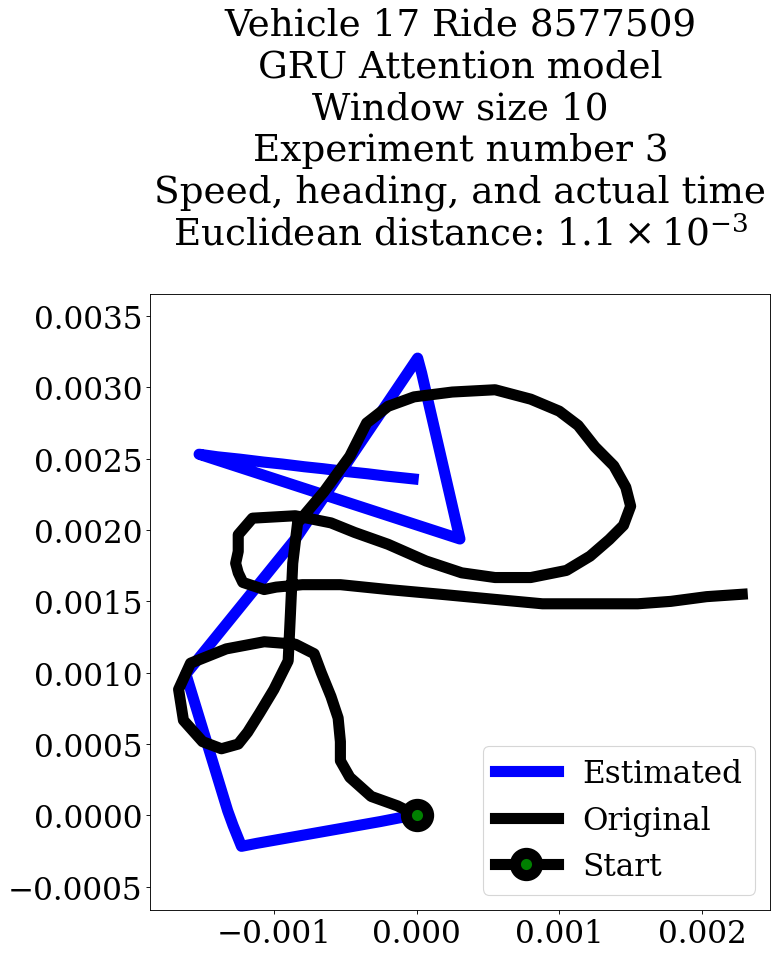 Vehicle 17 Ride 8577509
GRU Attention model
Window size 10
Experiment number 3
Speed, heading, and actual time
Euclidean distance: 1.1 × 10⁻³
0.0035
0.0030
0.0025
0.0020
0.0015
0.0010
0.0005
0.0000
−0.0005
Estimated
Original
Start
−0.001 0.000 0.001 0.002